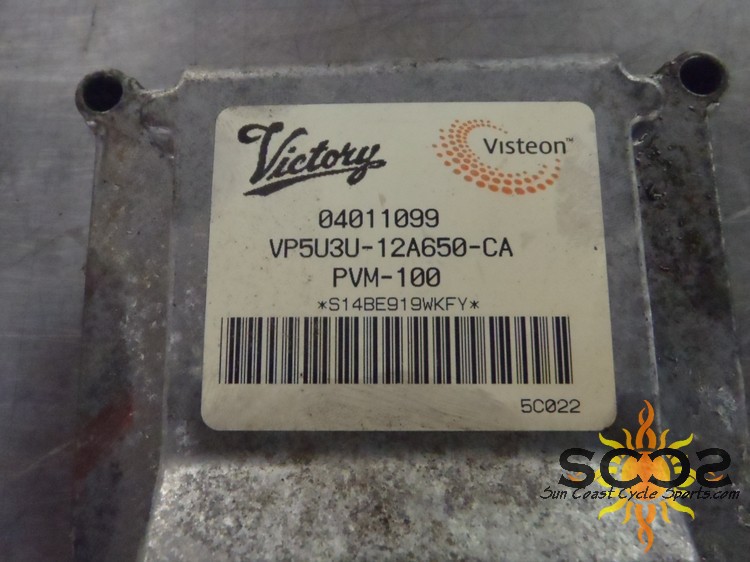 Victory
Visteon™
04011099
VP5U3U-12A650-CA
PVM-100
*S14BE919WKFY*
5C022
SCCS
Sun Coast Cycle Sports.com